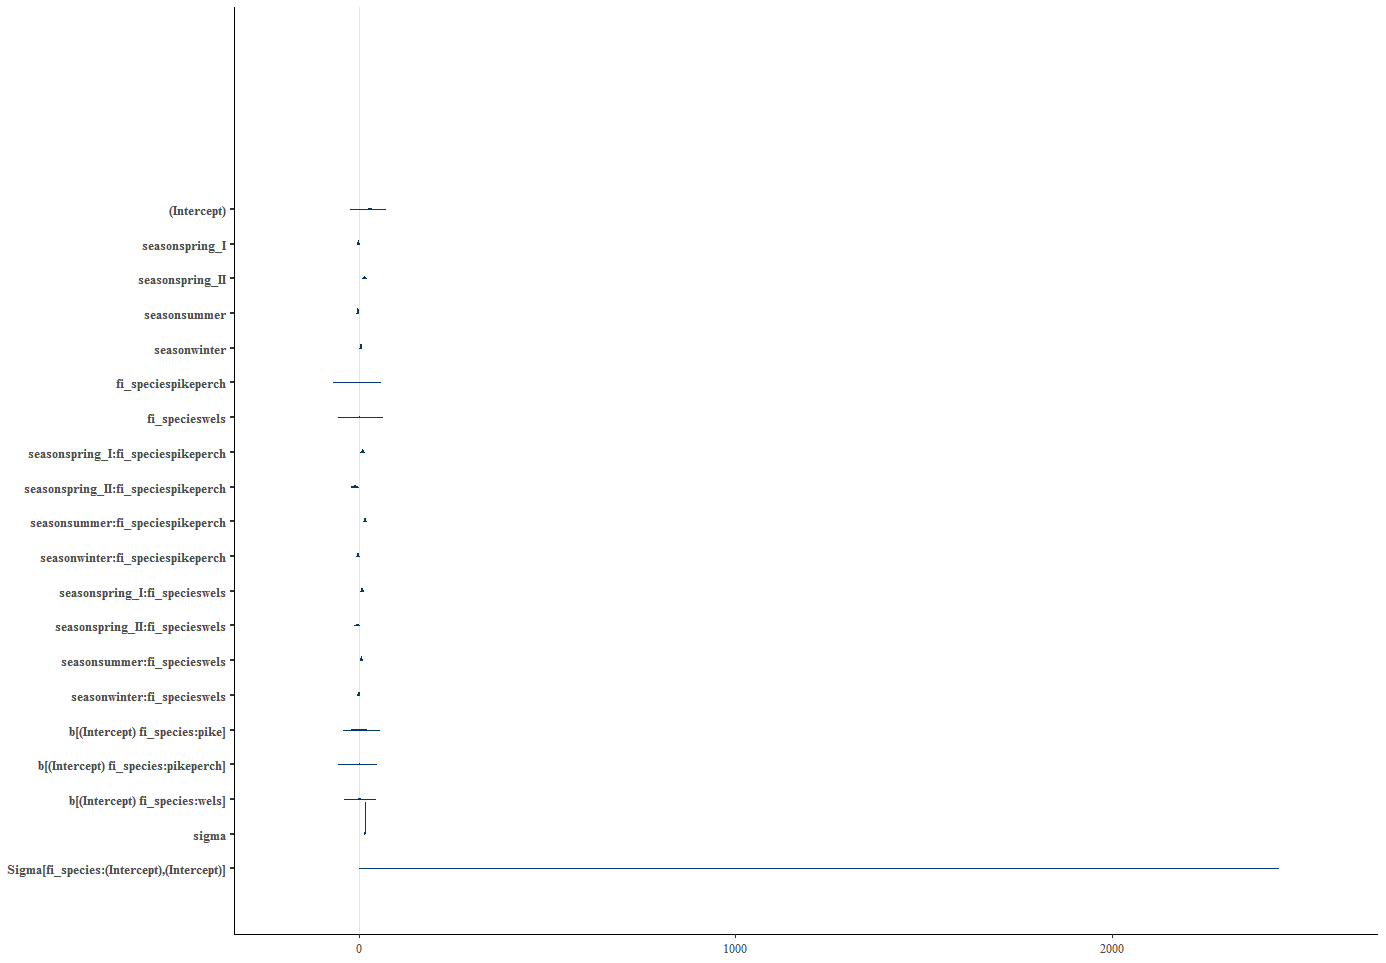 (Intercept)
seasonspring_I
seasonspring_II
seasonsummer
seasonwinter
fi_speciespikeperch
fi_specieswels
seasonspring_I:fi_speciespikeperch
seasonspring_II:fi_speciespikeperch
seasonsummer:fi_speciespikeperch
seasonwinter:fi_speciespikeperch
seasonspring_I:fi_specieswels
seasonspring_II:fi_specieswels
seasonsummer:fi_specieswels
seasonwinter:fi_specieswels
b[(Intercept) fi_species:pike]
b[(Intercept) fi_species:pikeperch]
b[(Intercept) fi_species:wels]
sigma
Sigma[fi_species:(Intercept),(Intercept)]
0 1000 2000